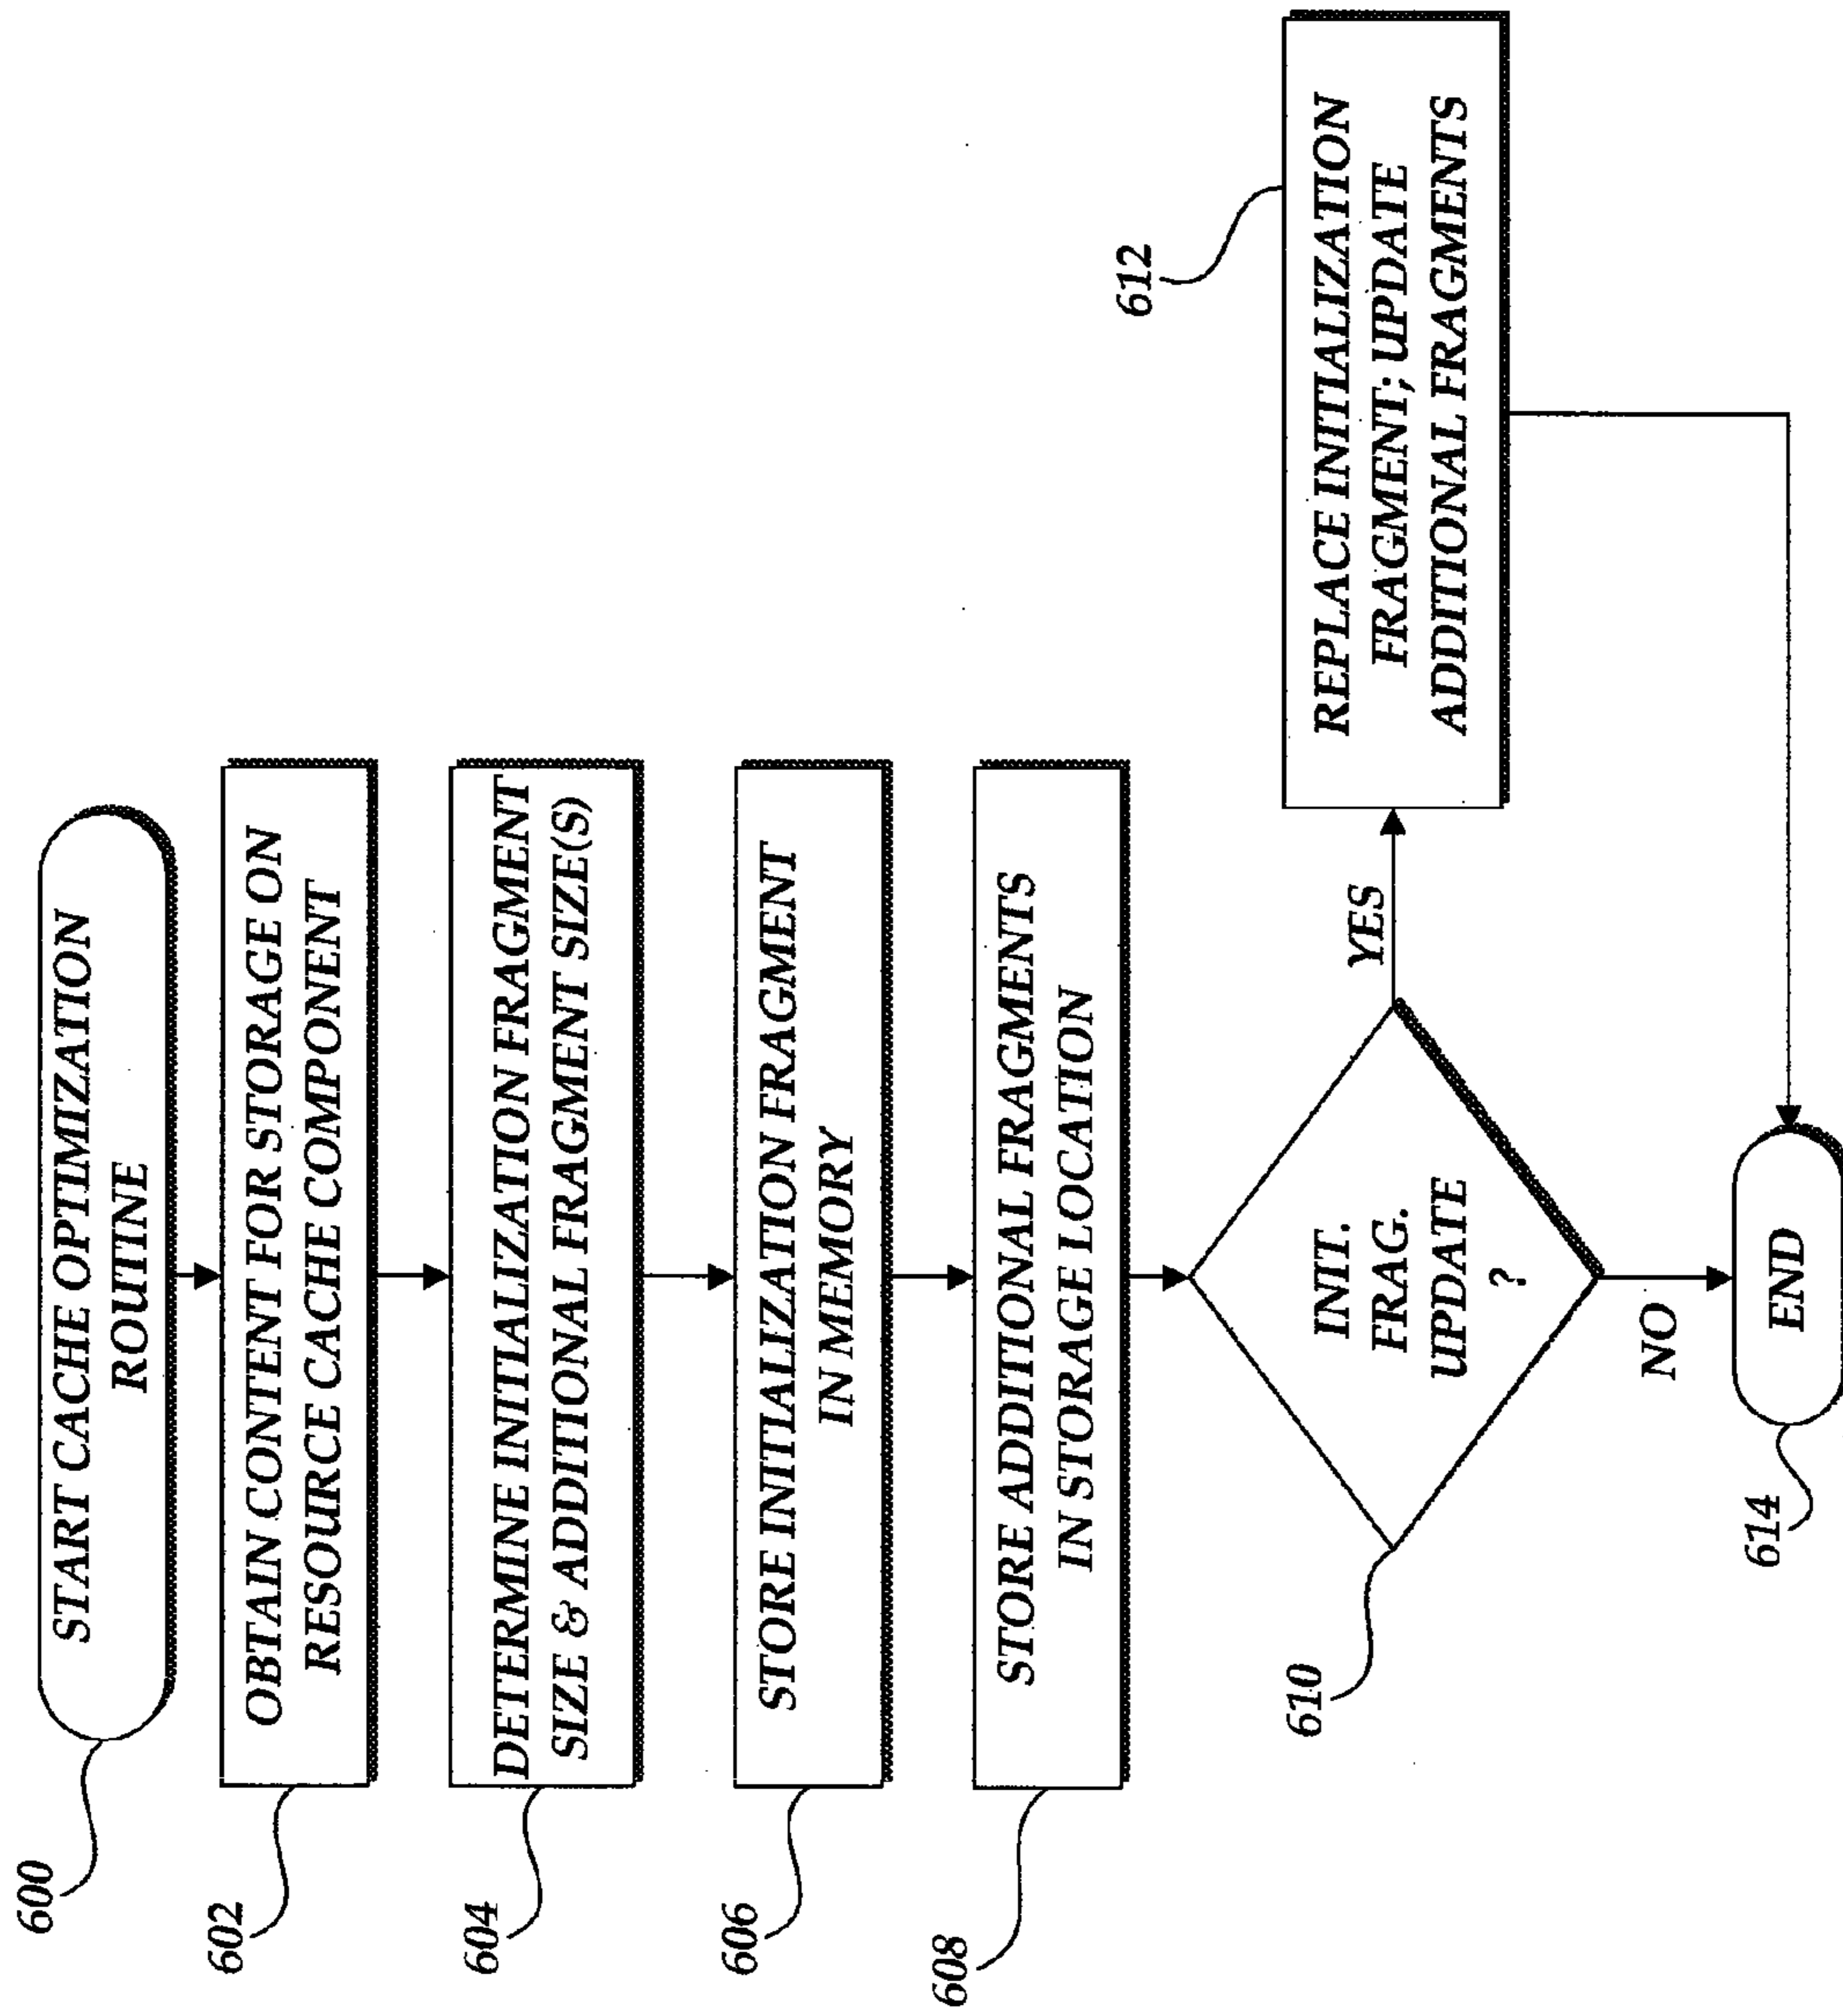 600
START CACHE OPTIMIZATION
ROUTINE
602
OBTAIN CONTENT FOR STORAGE ON
RESOURCE CACHE COMPONENT
604
DETERMINE INITIALIZATION FRAGMENT
SIZE & ADDITIONAL FRAGMENT SIZE(S)
606
STORE INITIALIZATION FRAGMENT
IN MEMORY
608
STORE ADDITIONAL FRAGMENTS
IN STORAGE LOCATION
610
INIT.
FRAG.
UPDATE
?
YES
612
REPLACE INITIALIZATION
FRAGMENT; UPDATE
ADDITIONAL FRAGMENTS
NO
614
END